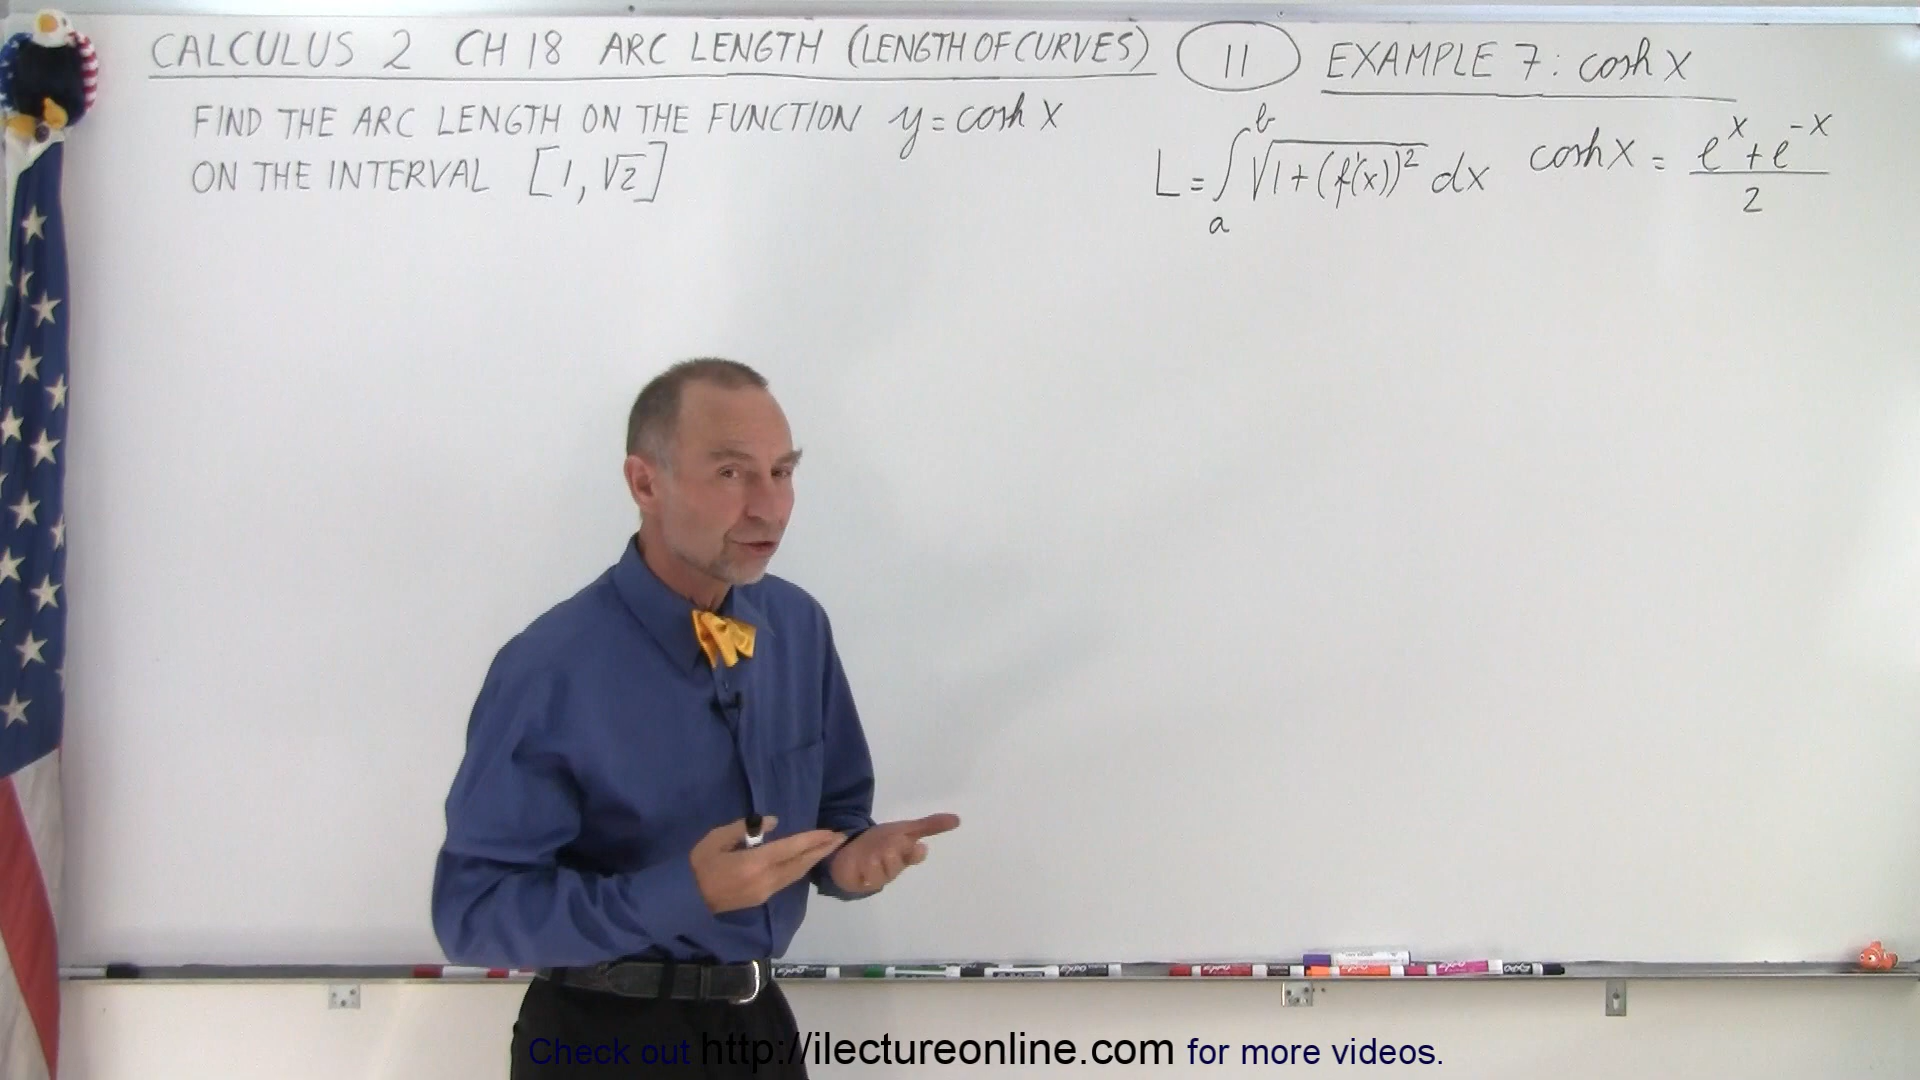 CALCULUS 2 CH 18 ARC LENGTH (LENGTH OF CURVES) 11 EXAMPLE 7: cosh x
FIND THE ARC LENGTH ON THE FUNCTION y = cosh x
ON THE INTERVAL [1, √2]
L = ∫ₐᵇ √(1 + (f'(x))²) dx cosh x = (eˣ + e⁻ˣ)/2
Check out http://ilectureonline.com for more videos.